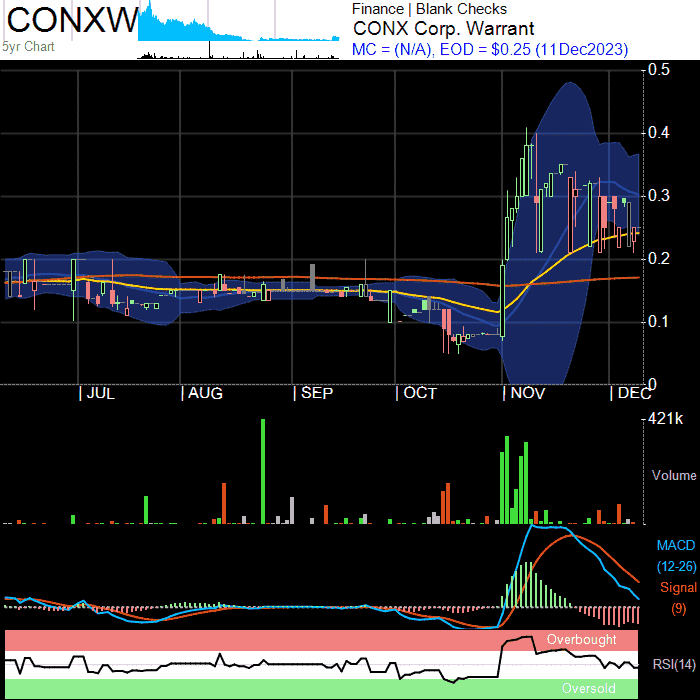 CONXW
5yr Chart
Finance | Blank Checks
CONX Corp. Warrant
MC = (N/A), EOD = $0.25 (11Dec2023)
0.5
0.4
0.3
0.2
0.1
0
| JUL
| AUG
| SEP
| OCT
| NOV
| DEC
421k
Volume
MACD
(12-26)
Signal
(9)
Overbought
RSI(14)
Oversold